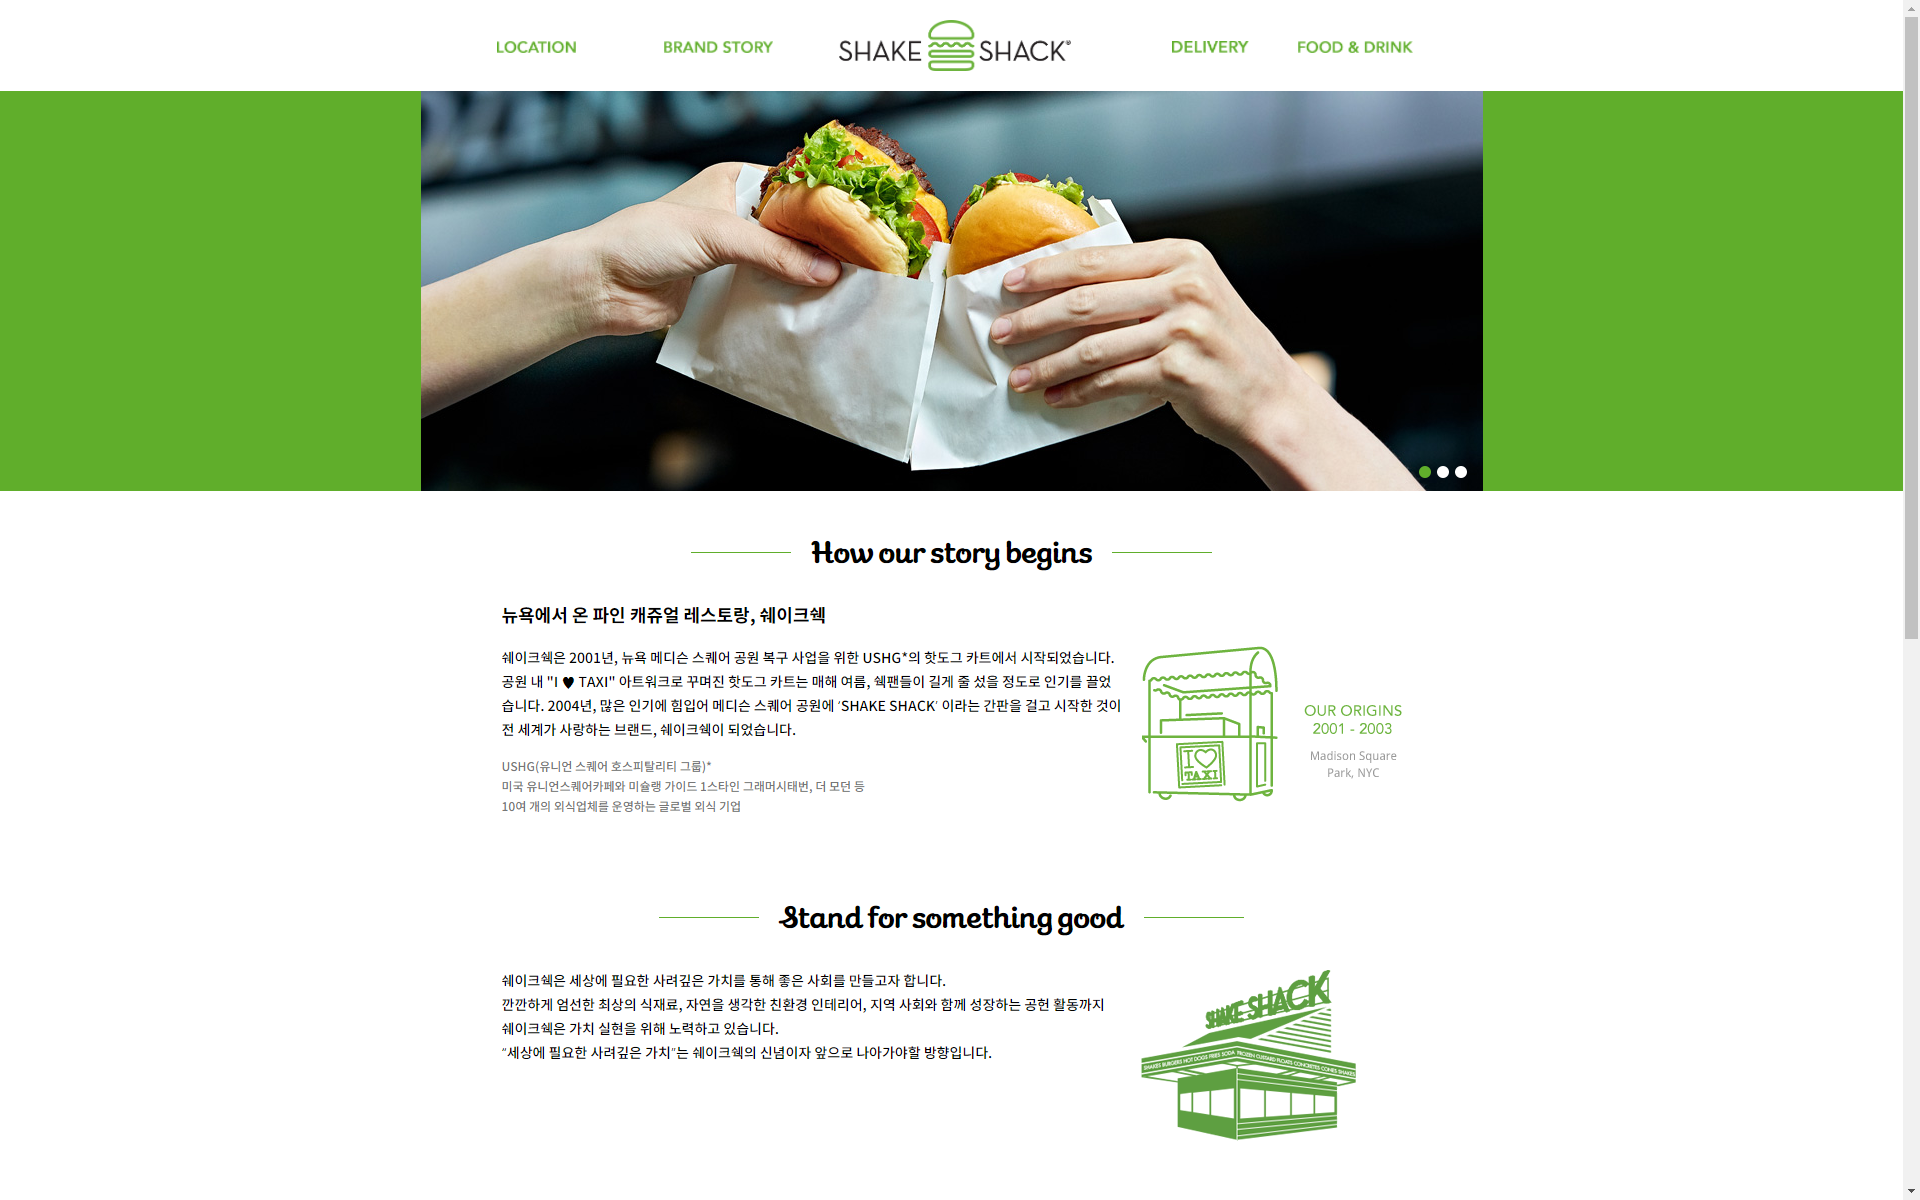 LOCATION
BRAND STORY
SHAKE SHACK®
DELIVERY
FOOD & DRINK
How our story begins
뉴욕에서 온 파인 캐쥬얼 레스토랑, 쉐이크쉑
쉐이크쉑은 2001년, 뉴욕 메디슨 스퀘어 공원 복구 사업을 위한 USHG*의 핫도그 카트에서 시작되었습니다.
공원 내 "I ♥ TAXI" 아트워크로 꾸며진 핫도그 카트는 매해 여름, 쉑팬들이 길게 줄 섰을 정도로 인기를 끌었
습니다. 2004년, 많은 인기에 힘입어 메디슨 스퀘어 공원에 'SHAKE SHACK' 이라는 간판을 걸고 시작한 것이
전 세계가 사랑하는 브랜드, 쉐이크쉑이 되었습니다.
USHG(유니언 스퀘어 호스피탈리티 그룹)*
미국 유니언스퀘어카페와 미슐랭 가이드 1스타인 그래머시태번, 더 모던 등
10여 개의 외식업체를 운영하는 글로벌 외식 기업
I ♡
TAXI
OUR ORIGINS
2001 - 2003
Madison Square
Park, NYC
Stand for something good
쉐이크쉑은 세상에 필요한 사려깊은 가치를 통해 좋은 사회를 만들고자 합니다.
깐깐하게 엄선한 최상의 식재료, 자연을 생각한 친환경 인테리어, 지역 사회와 함께 성장하는 공헌 활동까지
쉐이크쉑은 가치 실현을 위해 노력하고 있습니다.
"세상에 필요한 사려깊은 가치"는 쉐이크쉑의 신념이자 앞으로 나아가야할 방향입니다.
SHAKE SHACK
SHAKES BURGERS HOT DOGS FRIES SODA FROZEN CUSTARD FLOATS CONCRETES CONES SHAKES